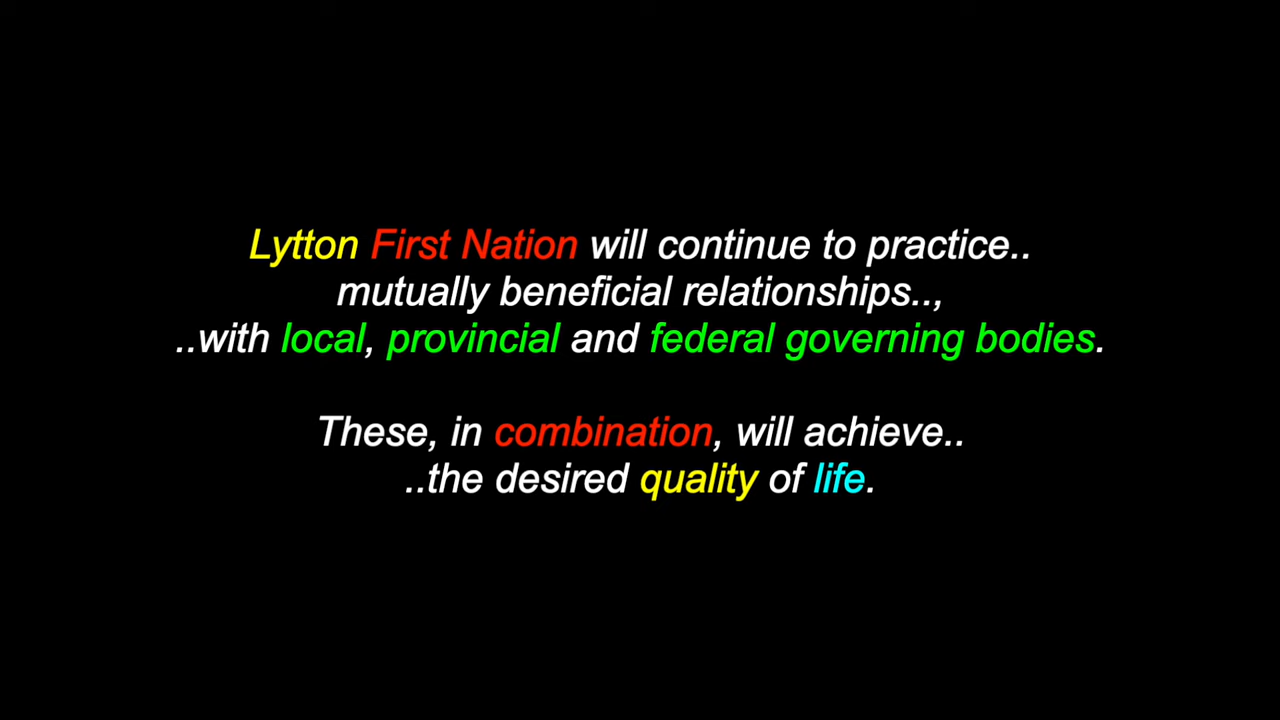 Lytton First Nation will continue to practice..
mutually beneficial relationships..,
..with local, provincial and federal governing bodies.
These, in combination, will achieve..
..the desired quality of life.